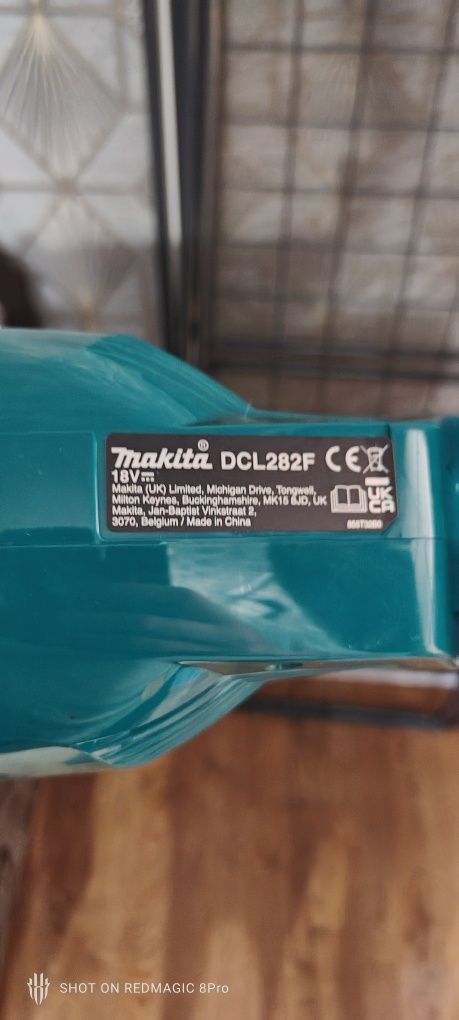 makita® DCL282F CE
18V
Makita (UK) Limited, Michigan Drive, Tongwell,
Milton Keynes, Buckinghamshire, MK15 8JD, UK
Makita, Jan-Baptist Vinkstraat 2,
3070, Belgium / Made in China
UK
CA
SHOT ON REDMAGIC 8Pro